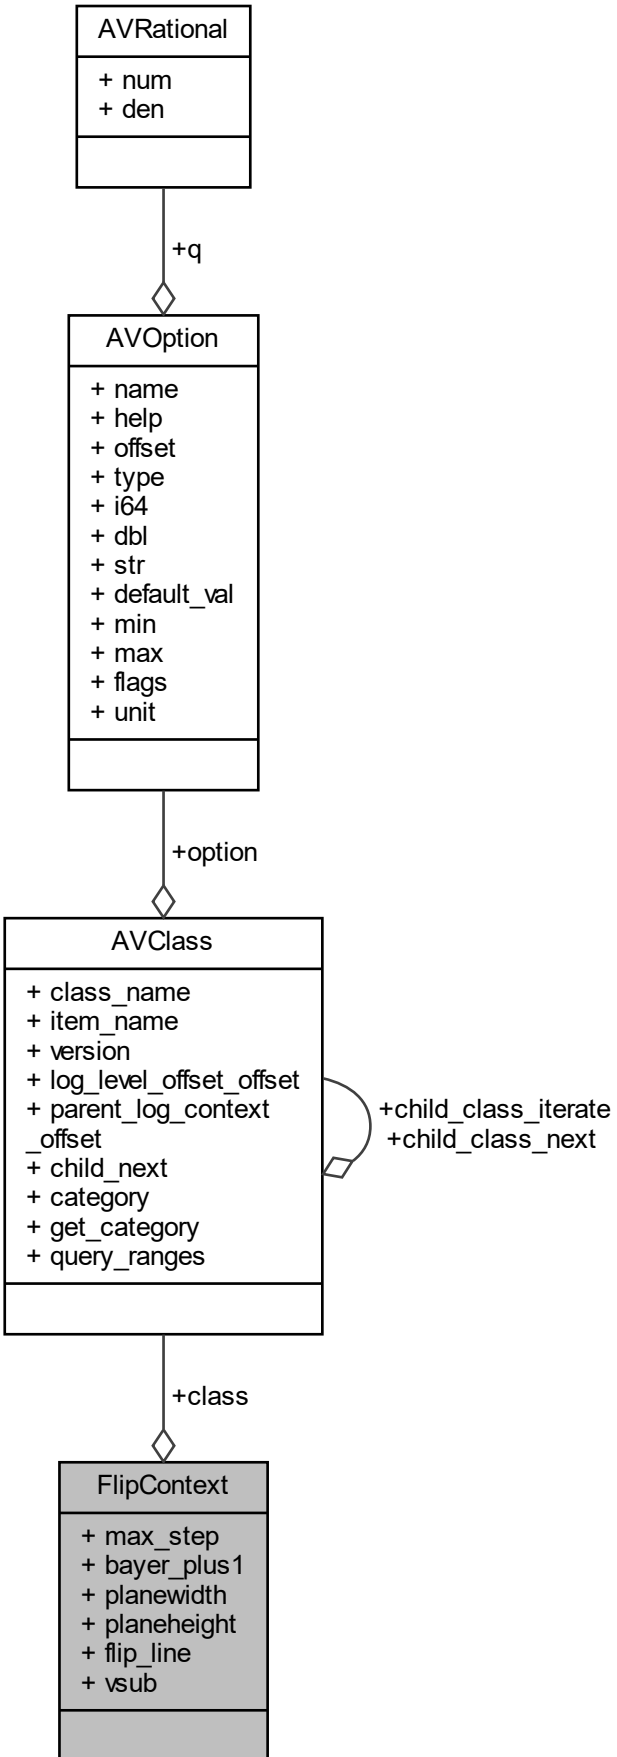 AVRational
+ num
+ den
+q
AVOption
+ name
+ help
+ offset
+ type
+ i64
+ dbl
+ str
+ default_val
+ min
+ max
+ flags
+ unit
+option
AVClass
+ class_name
+ item_name
+ version
+ log_level_offset_offset
+ parent_log_context
_offset
+ child_next
+ category
+ get_category
+ query_ranges
+child_class_iterate
+child_class_next
+class
FlipContext
+ max_step
+ bayer_plus1
+ planewidth
+ planeheight
+ flip_line
+ vsub